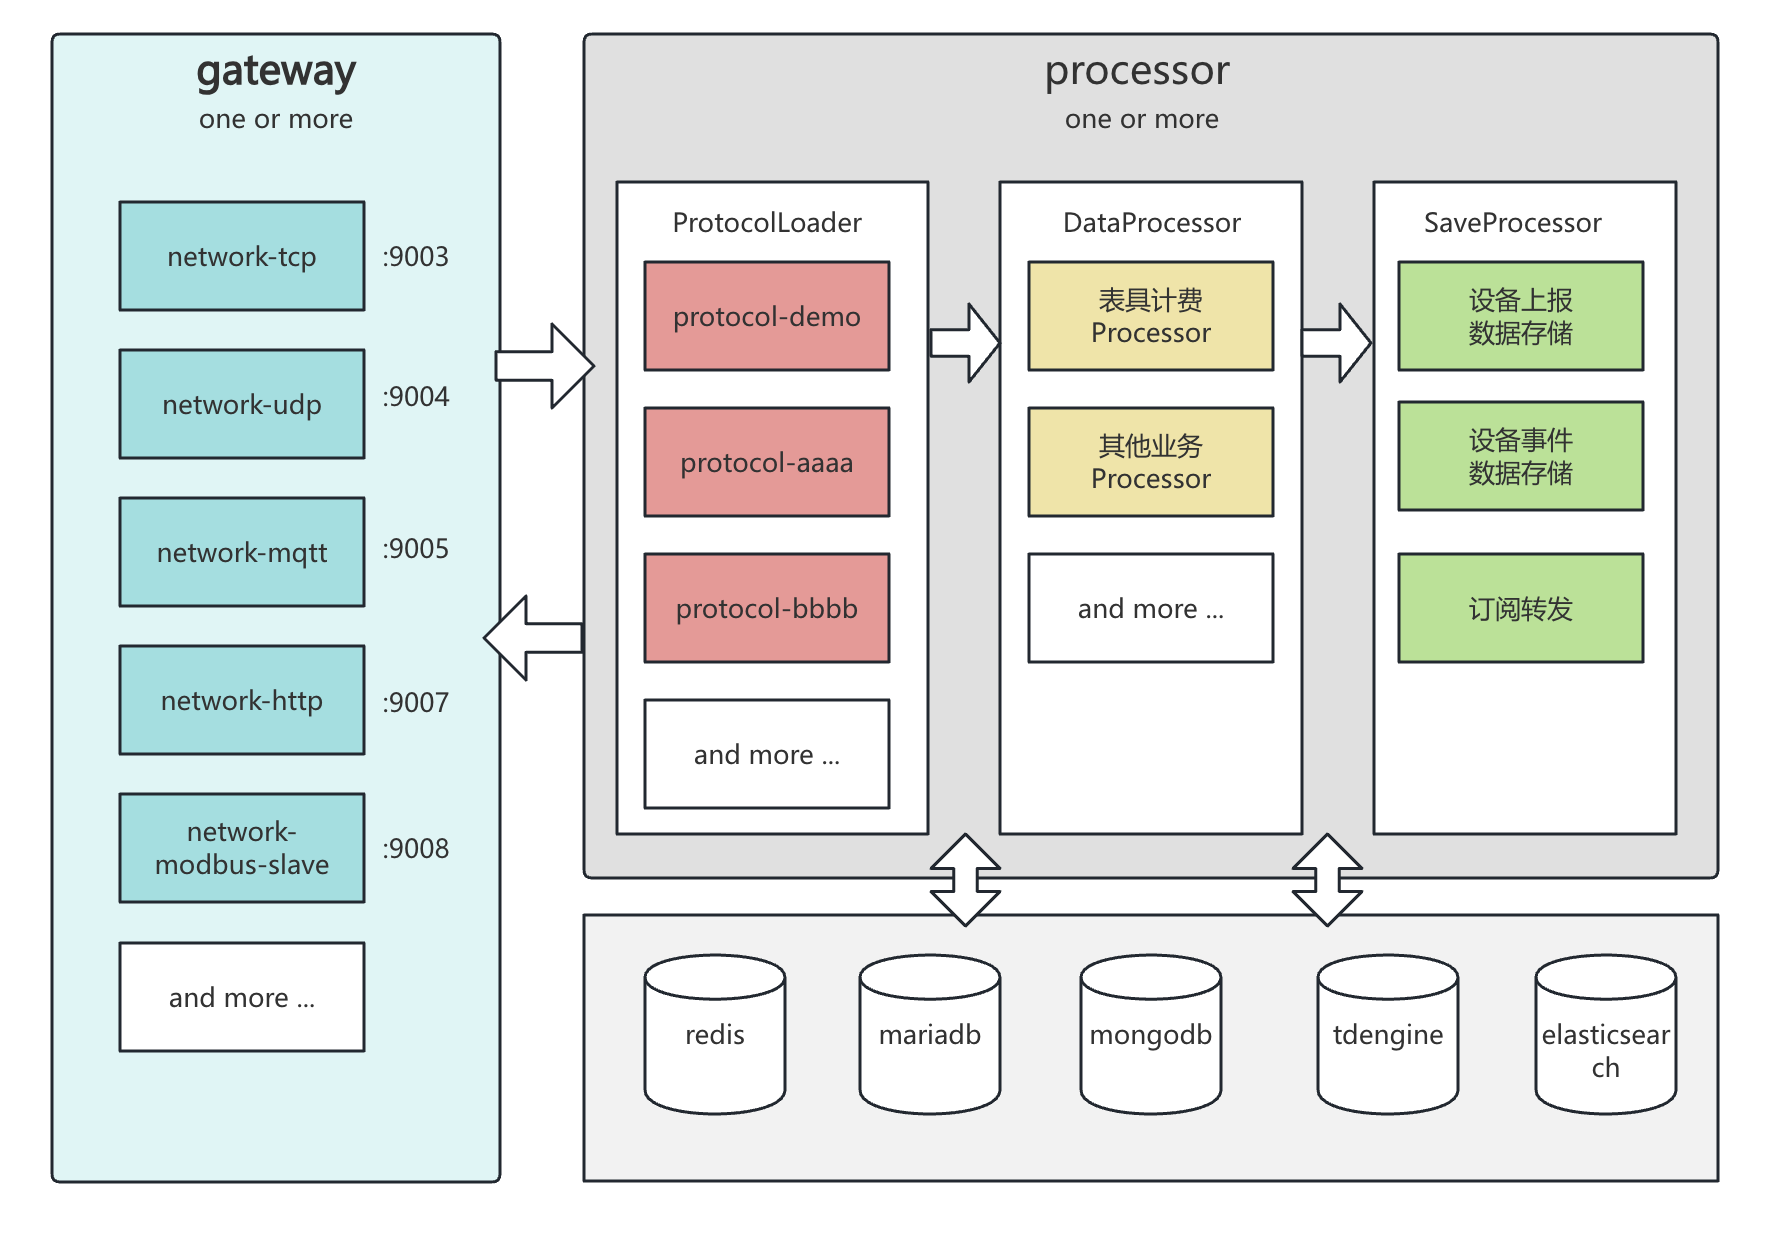 gateway
one or more
network-tcp
:9003
network-udp
:9004
network-mqtt
:9005
network-http
:9007
network-
modbus-slave
:9008
and more ...
processor
one or more
ProtocolLoader
protocol-demo
protocol-aaaa
protocol-bbbb
and more ...
DataProcessor
表具计费
Processor
其他业务
Processor
and more ...
SaveProcessor
设备上报
数据存储
设备事件
数据存储
订阅转发
redis
mariadb
mongodb
tdengine
elasticsear
ch